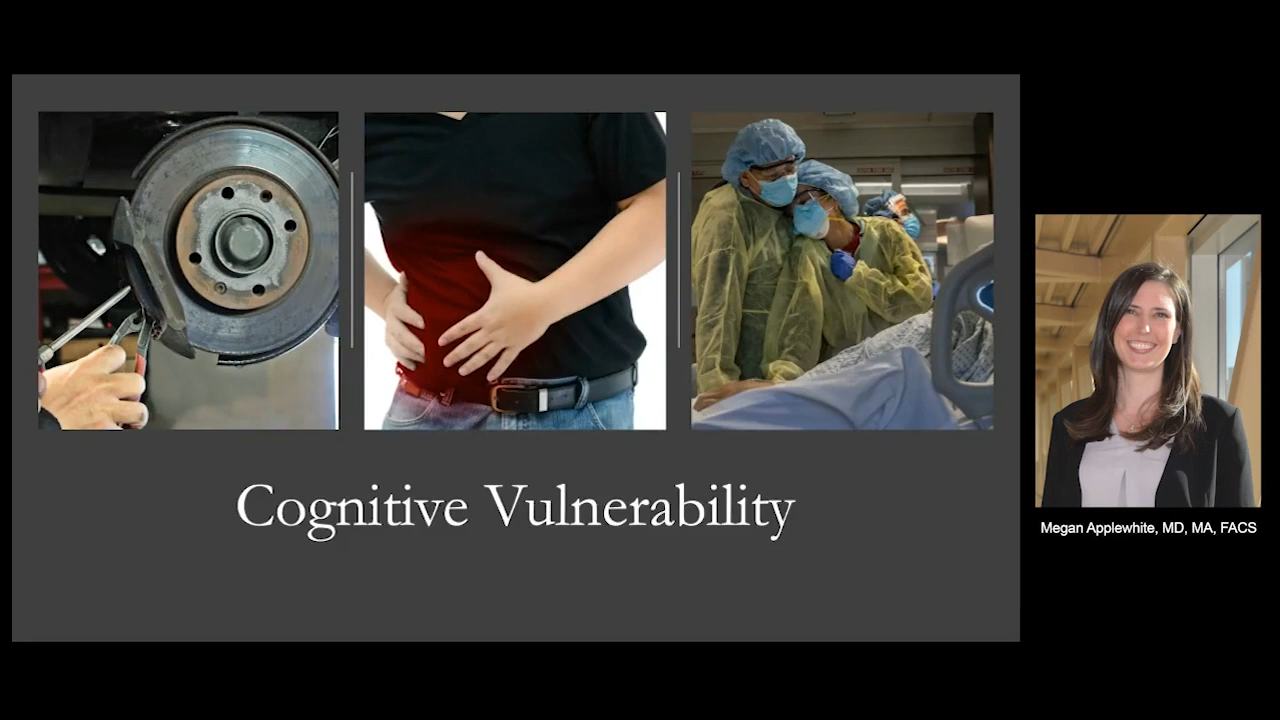 Cognitive Vulnerability
Megan Applewhite, MD, MA, FACS